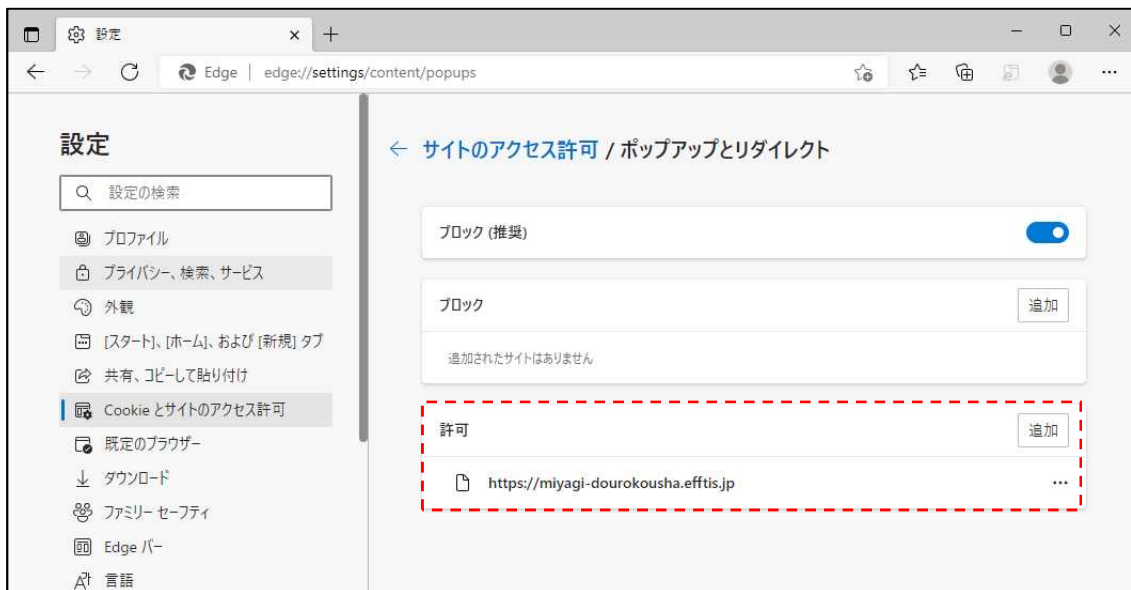 設定
Edge | edge://settings/content/popups
設定
設定の検索
プロファイル
プライバシー、検索、サービス
外観
[スタート]、[ホーム]、および [新規] タブ
共有、コピーして貼り付け
Cookie とサイトのアクセス許可
既定のブラウザー
ダウンロード
ファミリー セーフティ
Edge バー
言語
サイトのアクセス許可 / ポップアップとリダイレクト
ブロック (推奨)
ブロック
追加
追加されたサイトはありません
許可
追加
https://miyagi-dourokousha.efftis.jp